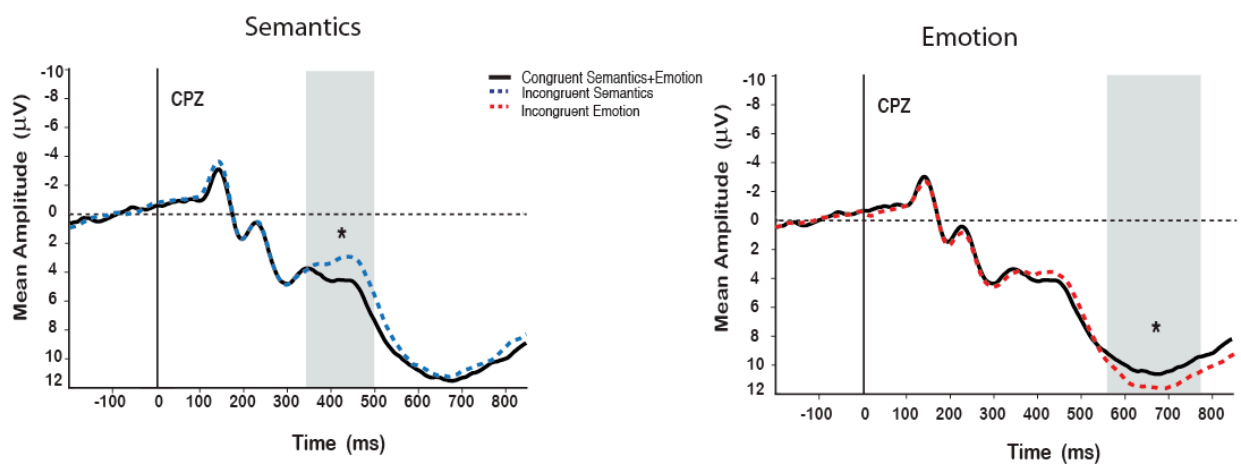 Semantics
-10
-8
-6
-4
-2
0
2
4
6
8
10
12
Mean Amplitude (μV)
CPZ
*
-100 0 100 200 300 400 500 600 700 800
Time (ms)
Congruent Semantics+Emotion
Incongruent Semantics
Incongruent Emotion
Emotion
-10
-8
-6
-4
-2
0
2
4
6
8
10
12
Mean Amplitude (μV)
CPZ
*
-100 0 100 200 300 400 500 600 700 800
Time (ms)